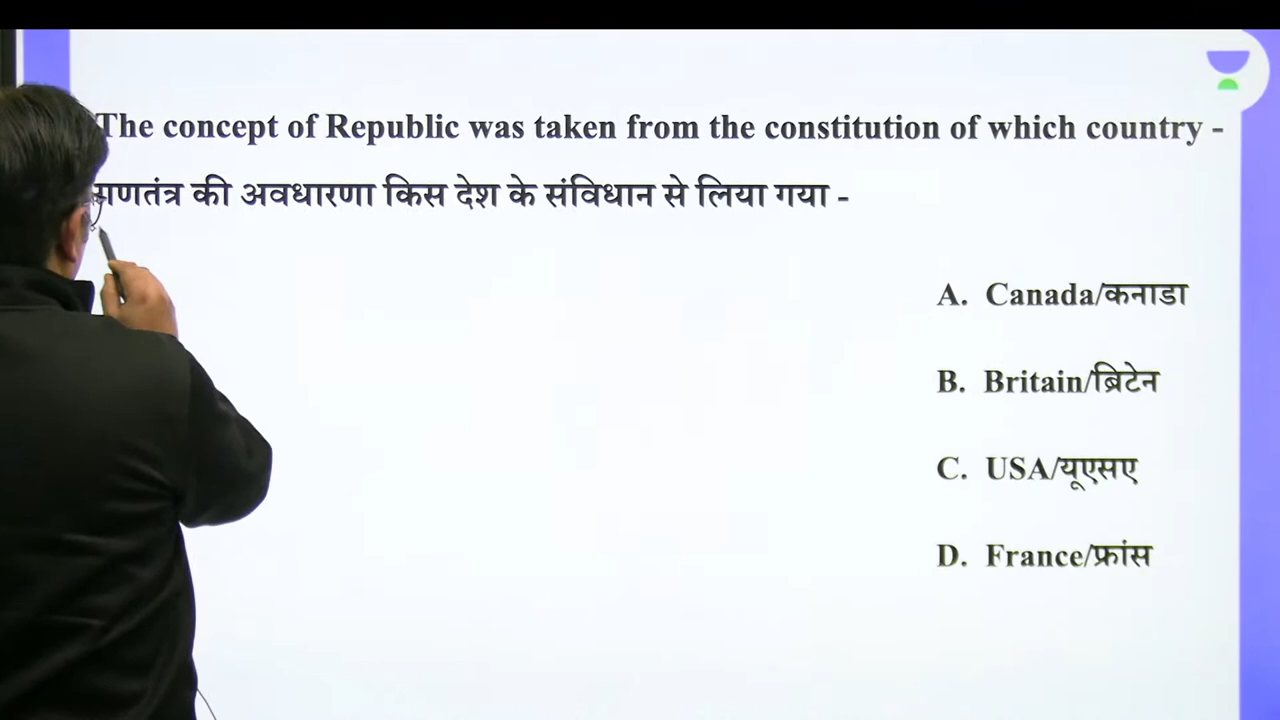 The concept of Republic was taken from the constitution of which country -
गणतंत्र की अवधारणा किस देश के संविधान से लिया गया -
A. Canada/कनाडा
B. Britain/ब्रिटेन
C. USA/यूएसए
D. France/फ्रांस